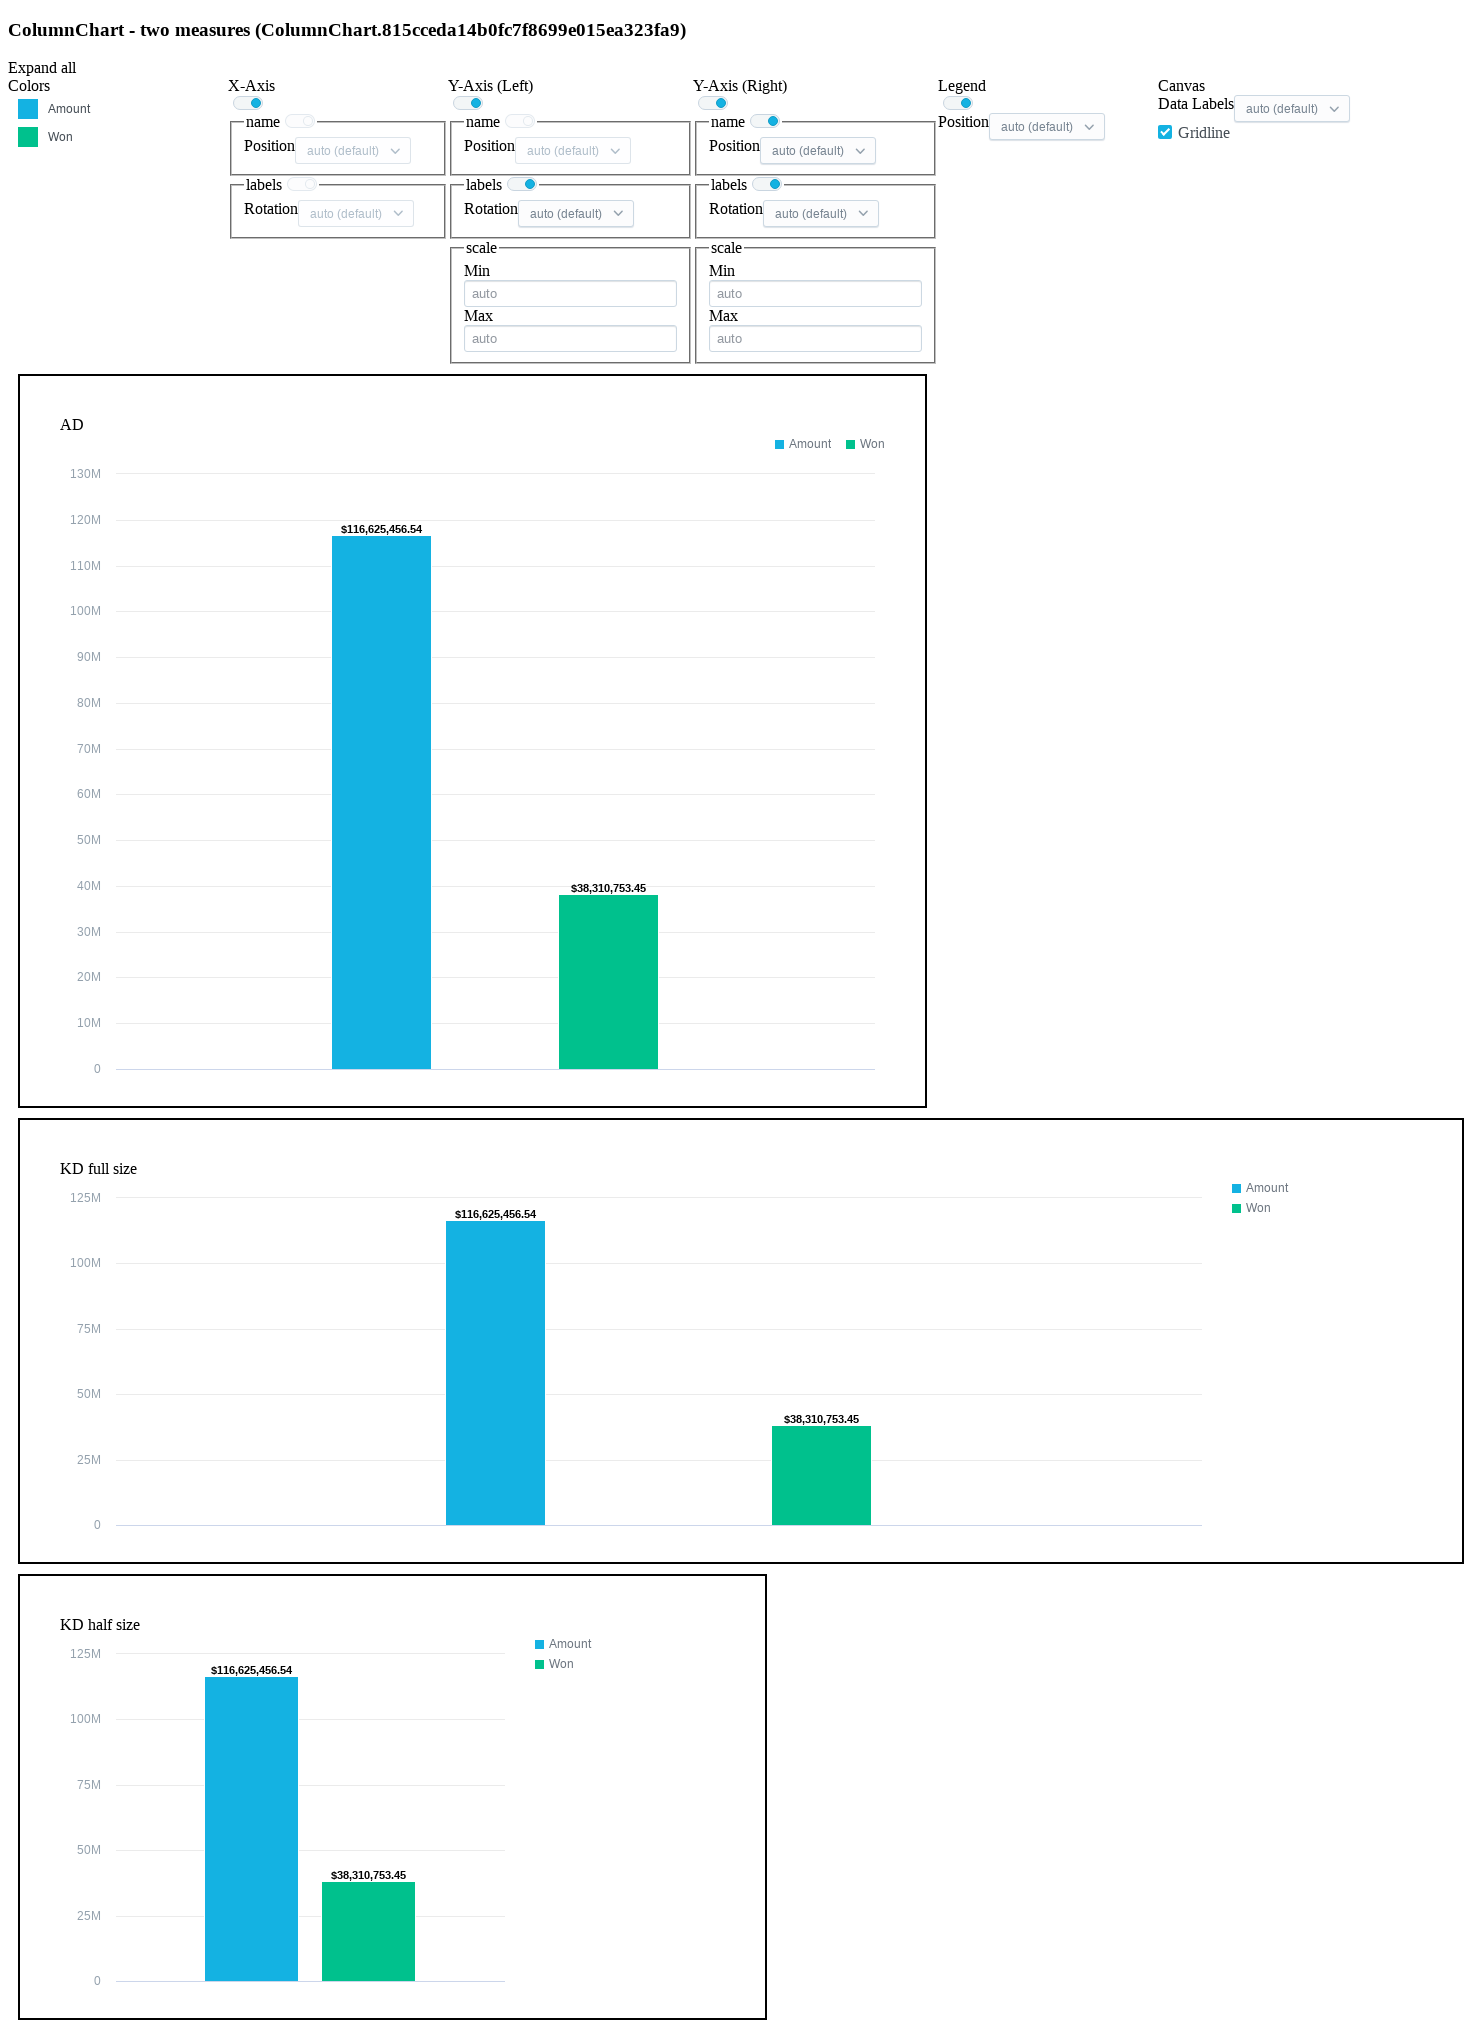 ColumnChart - two measures (ColumnChart.815cceda14b0fc7f8699e015ea323fa9)
Expand all
Colors
Amount
Won
X-Axis
name
Position auto (default)
labels
Rotation auto (default)
Y-Axis (Left)
name
Position auto (default)
labels
Rotation auto (default)
scale
Min
auto
Max
auto
Y-Axis (Right)
name
Position auto (default)
labels
Rotation auto (default)
scale
Min
auto
Max
auto
Legend
Position auto (default)
Canvas
Data Labels auto (default)
Gridline
AD
Amount Won
130M
120M
$116,625,456.54
110M
100M
90M
80M
70M
60M
50M
40M
$38,310,753.45
30M
20M
10M
0
KD full size
Amount
Won
125M
$116,625,456.54
100M
75M
50M
$38,310,753.45
25M
0
KD half size
Amount
Won
125M
$116,625,456.54
100M
75M
50M
$38,310,753.45
25M
0